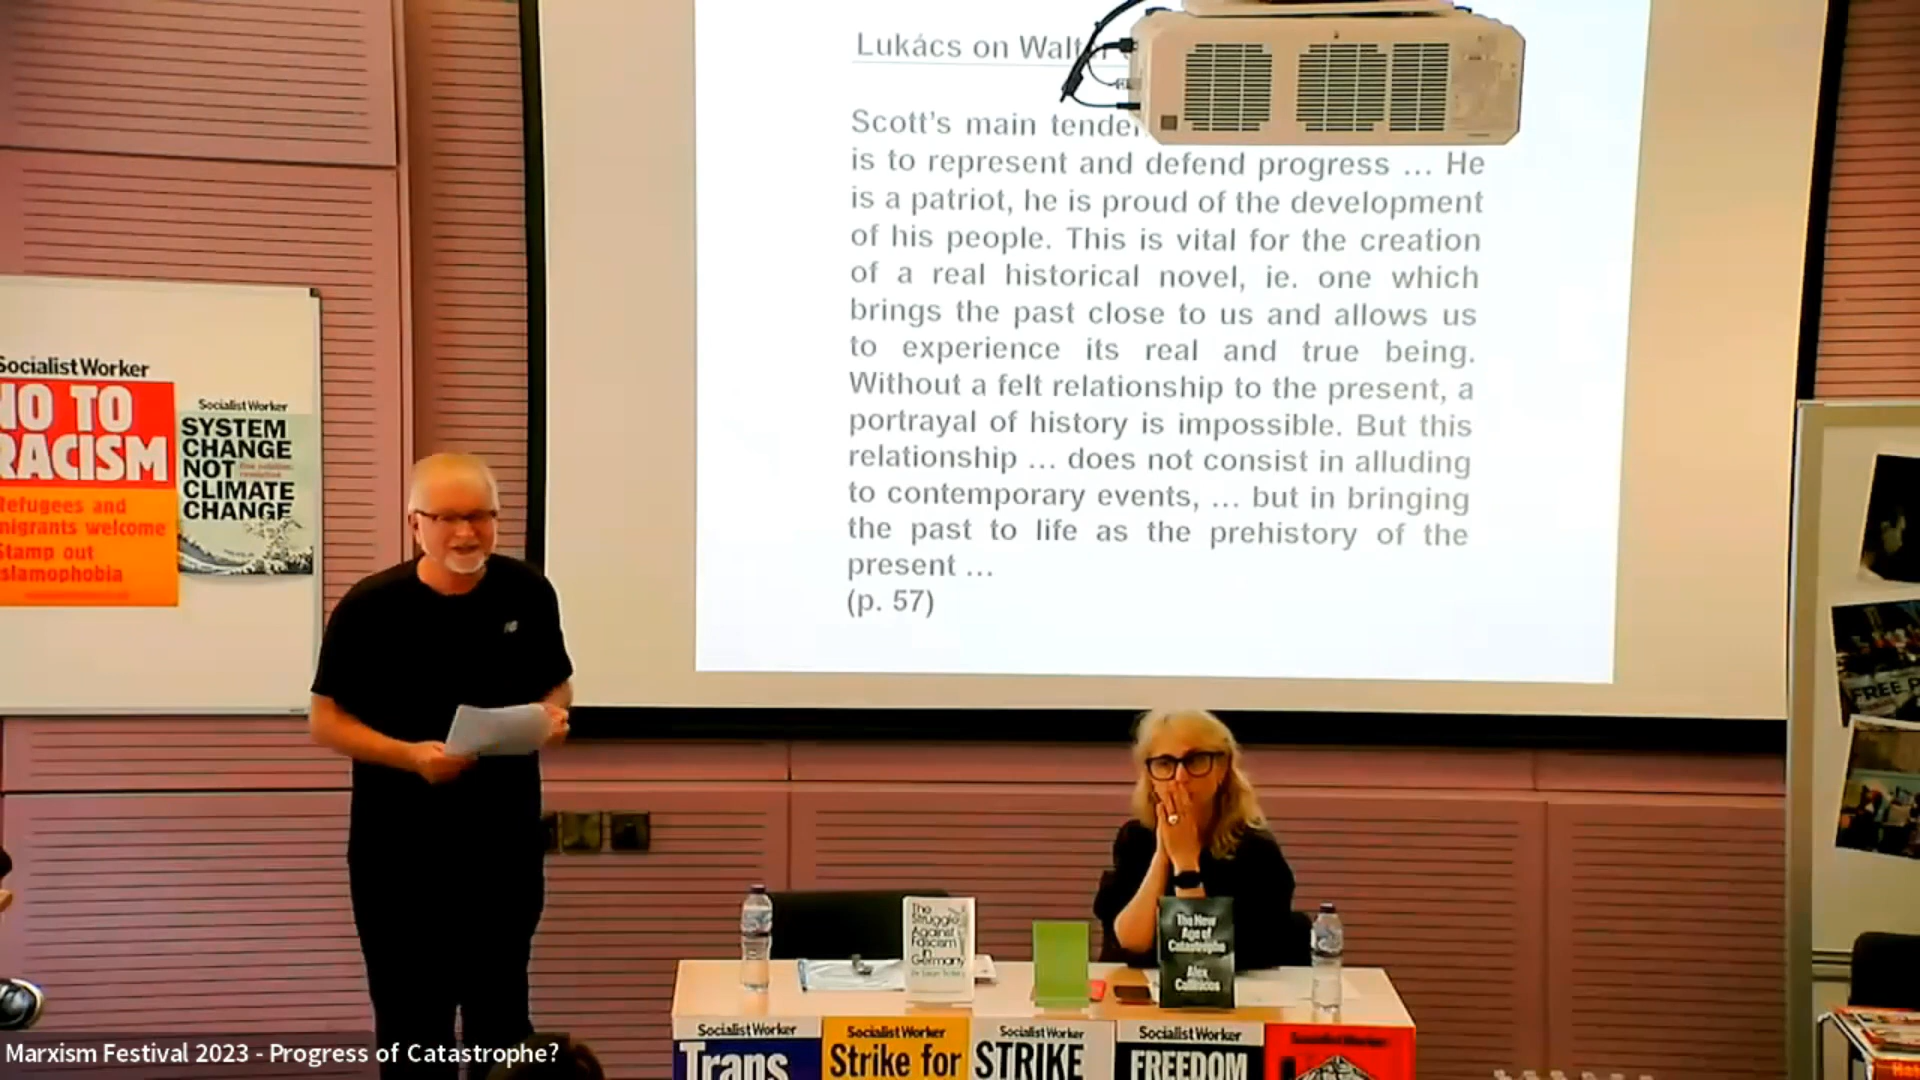 Lukács on Walt
Scott's main tenden
is to represent and defend progress ... He
is a patriot, he is proud of the development
of his people. This is vital for the creation
of a real historical novel, ie. one which
brings the past close to us and allows us
to experience its real and true being.
Without a felt relationship to the present, a
portrayal of history is impossible. But this
relationship ... does not consist in alluding
to contemporary events, ... but in bringing
the past to life as the prehistory of the
present ...
(p. 57)
Socialist Worker
NO TO
RACISM
Refugees and
migrants welcome
Stamp out
Islamophobia
Socialist Worker
SYSTEM
CHANGE
NOT
CLIMATE
CHANGE
FREE P
The
Struggle
Against
Fascism
in
Germany
The New
Age of
Catastrophe
Alex
Callinicos
Socialist Worker
Trans
Socialist Worker
Strike for
Socialist Worker
STRIKE
Socialist Worker
FREEDOM
Socialist Worker
Marxism Festival 2023 - Progress of Catastrophe?